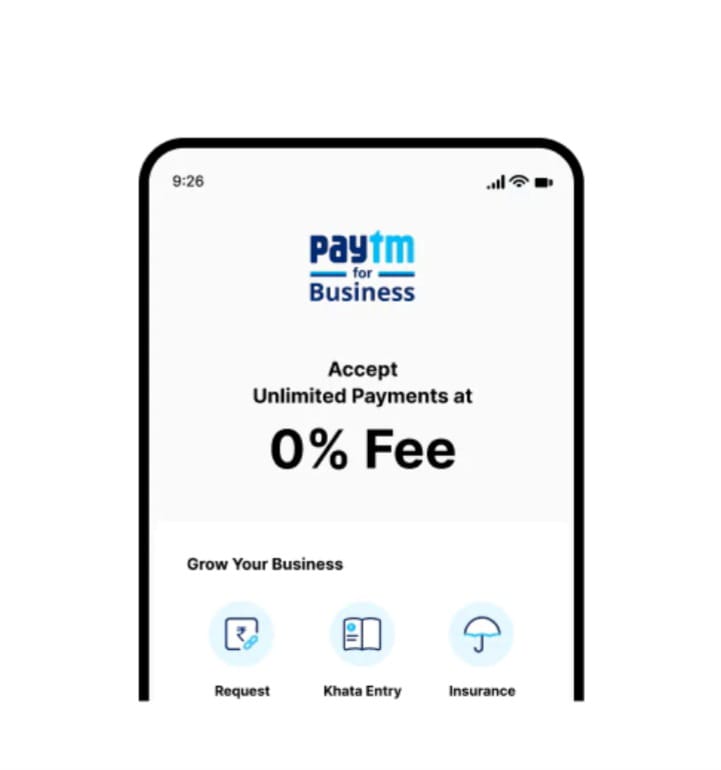 9:26
paytm
for
Business
Accept
Unlimited Payments at
0% Fee
Grow Your Business
₹
Request Khata Entry Insurance